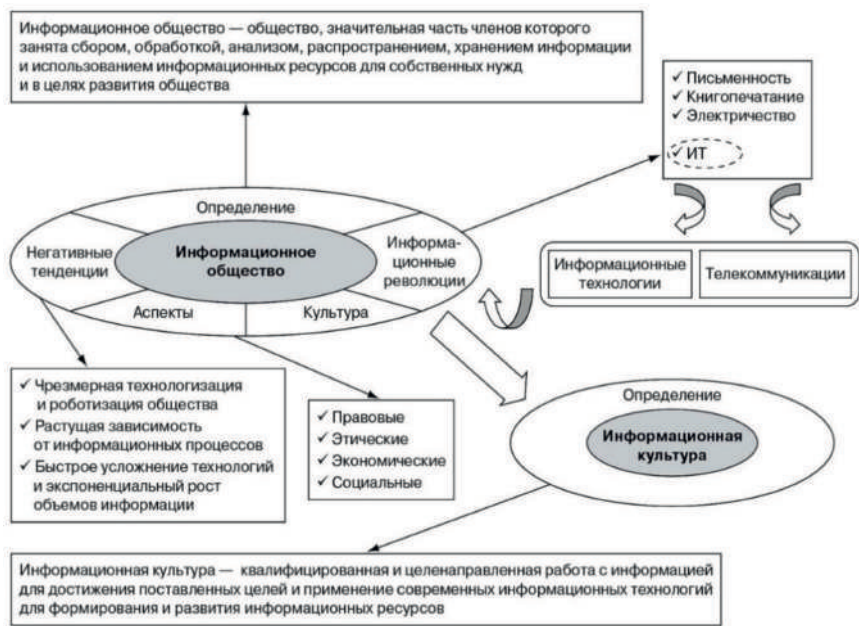 Информационное общество — общество, значительная часть членов которого
занята сбором, обработкой, анализом, распространением, хранением информации
и использованием информационных ресурсов для собственных нужд
и в целях развития общества
✓ Письменность
✓ Книгопечатание
✓ Электричество
✓ ИТ
Определение
Негативные
тенденции
Информационное
общество
Информа-
ционные
революции
Аспекты
Культура
Информационные
технологии
Телекоммуникации
✓ Чрезмерная технологизация
и роботизация общества
✓ Растущая зависимость
от информационных процессов
✓ Быстрое усложнение технологий
и экспоненциальный рост
объемов информации
✓ Правовые
✓ Этические
✓ Экономические
✓ Социальные
Определение
Информационная
культура
Информационная культура — квалифицированная и целенаправленная работа с информацией
для достижения поставленных целей и применение современных информационных технологий
для формирования и развития информационных ресурсов